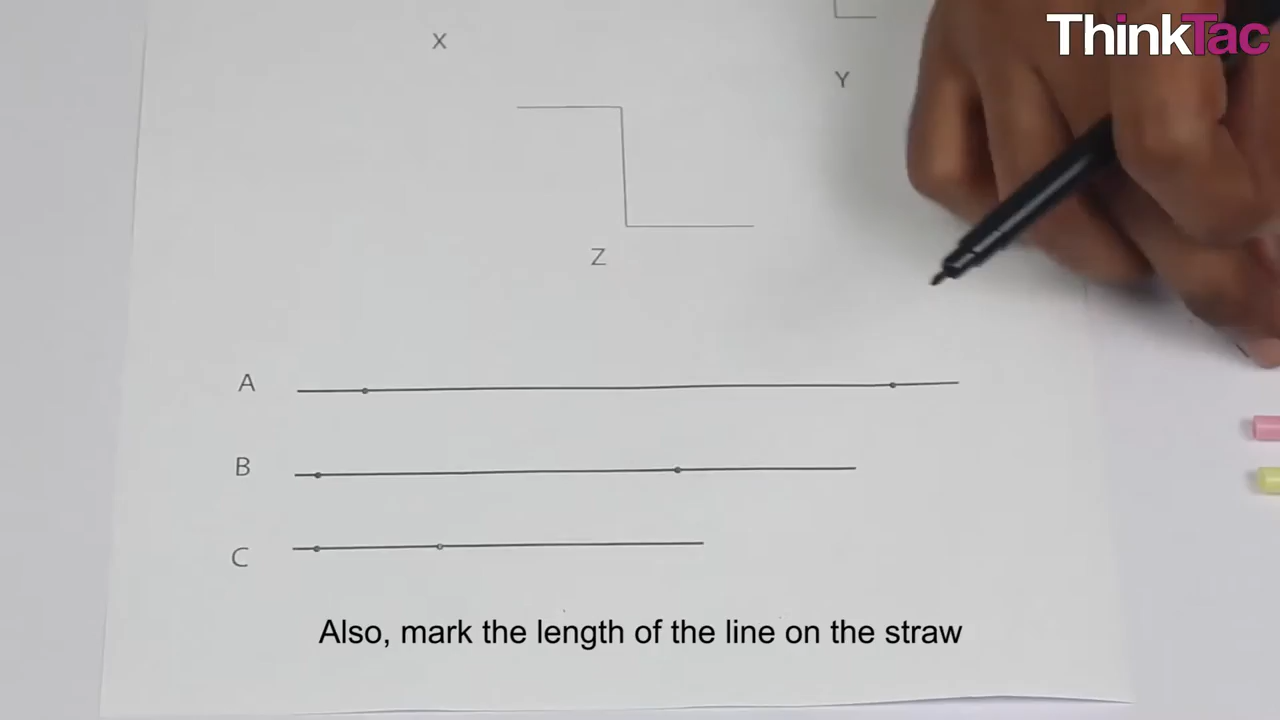 ThinkTac
X
Y
Z
A
B
C
Also, mark the length of the line on the straw